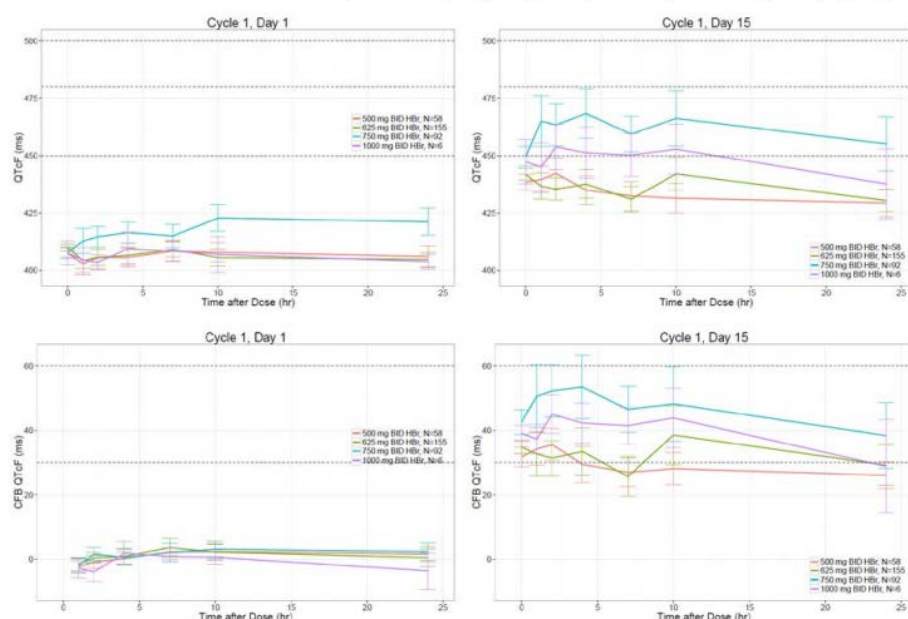 Cycle 1, Day 1
500
475
450
425
400
QTcF (ms)
500 mg BID HBr, N=58
625 mg BID HBr, N=155
750 mg BID HBr, N=92
1000 mg BID HBr, N=6
0
5
10
15
20
25
Time after Dose (hr)
Cycle 1, Day 15
500
475
450
425
400
QTcF (ms)
500 mg BID HBr, N=58
625 mg BID HBr, N=155
750 mg BID HBr, N=92
1000 mg BID HBr, N=6
0
5
10
15
20
25
Time after Dose (hr)
Cycle 1, Day 1
60
40
20
0
CFB QTcF (ms)
500 mg BID HBr, N=58
625 mg BID HBr, N=155
750 mg BID HBr, N=92
1000 mg BID HBr, N=6
0
5
10
15
20
25
Time after Dose (hr)
Cycle 1, Day 15
60
40
20
0
CFB QTcF (ms)
500 mg BID HBr, N=58
625 mg BID HBr, N=155
750 mg BID HBr, N=92
1000 mg BID HBr, N=6
0
5
10
15
20
25
Time after Dose (hr)